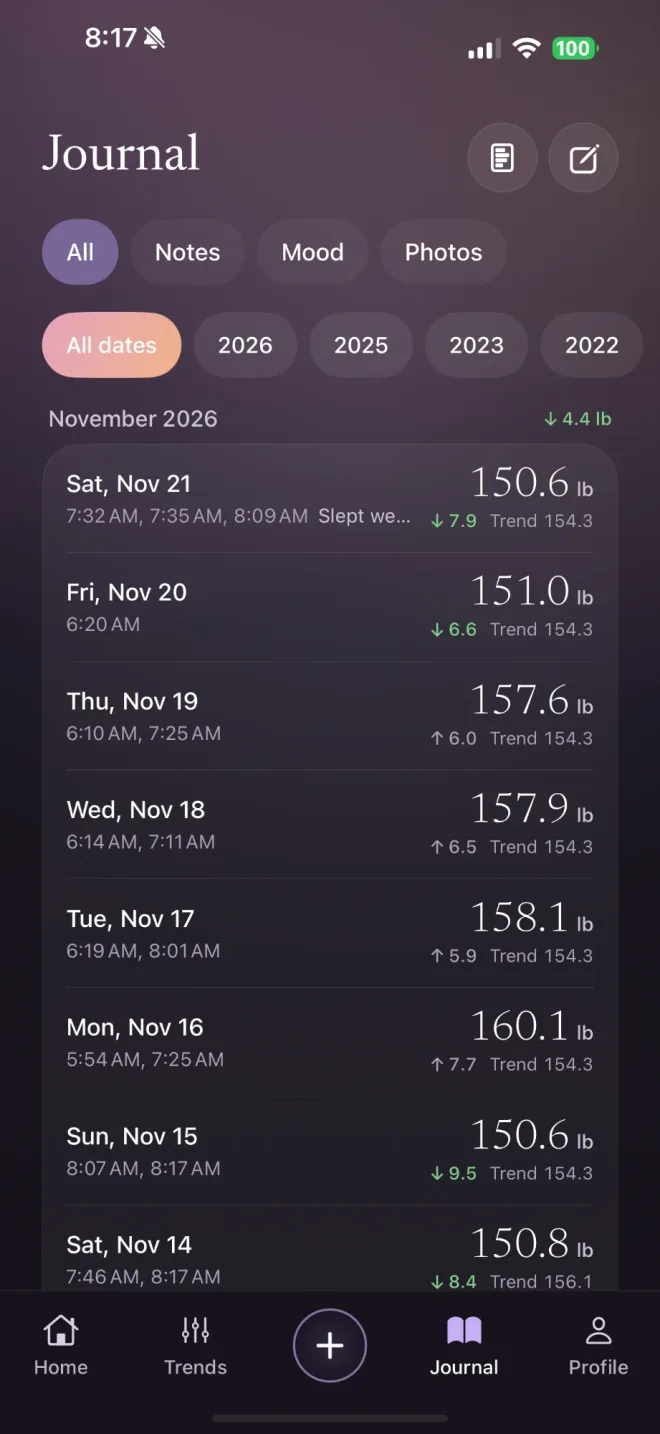 8:17
100
Journal
All Notes Mood Photos
All dates 2026 2025 2023 2022
November 2026 ↓ 4.4 lb
Sat, Nov 21 150.6 lb
7:32 AM, 7:35 AM, 8:09 AM Slept we... ↓ 7.9 Trend 154.3
Fri, Nov 20 151.0 lb
6:20 AM ↓ 6.6 Trend 154.3
Thu, Nov 19 157.6 lb
6:10 AM, 7:25 AM ↑ 6.0 Trend 154.3
Wed, Nov 18 157.9 lb
6:14 AM, 7:11 AM ↑ 6.5 Trend 154.3
Tue, Nov 17 158.1 lb
6:19 AM, 8:01 AM ↑ 5.9 Trend 154.3
Mon, Nov 16 160.1 lb
5:54 AM, 7:25 AM ↑ 7.7 Trend 154.3
Sun, Nov 15 150.6 lb
8:07 AM, 8:17 AM ↓ 9.5 Trend 154.3
Sat, Nov 14 150.8 lb
7:46 AM, 8:17 AM ↓ 8.4 Trend 156.1
Home Trends Journal Profile